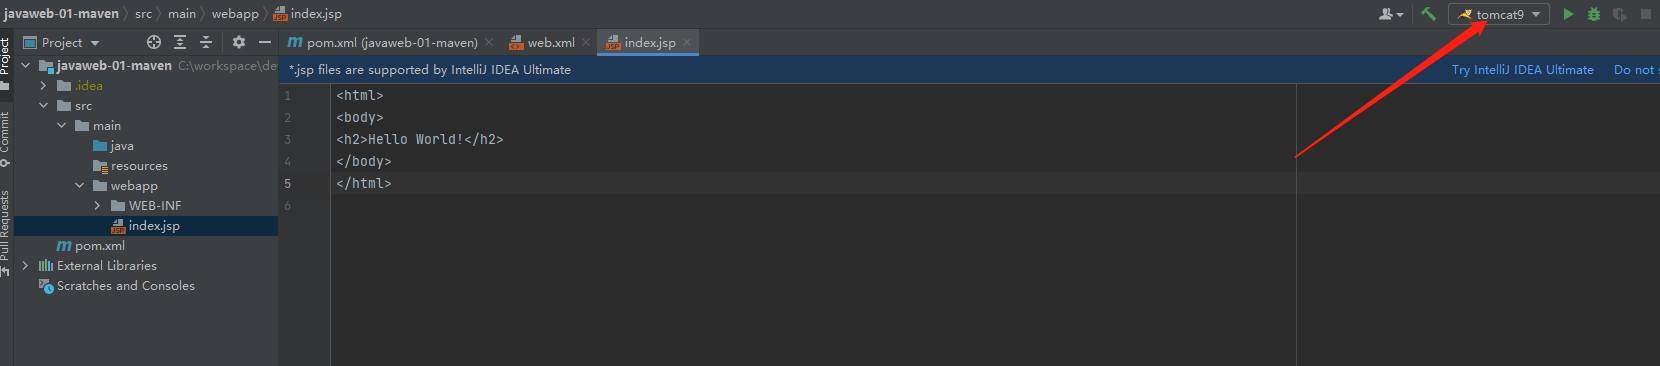 javaweb-01-maven src main webapp index.jsp
tomcat9
Project
pom.xml (javaweb-01-maven)
web.xml
index.jsp
Project
Commit
Pull Requests
javaweb-01-maven C:\workspace\de
.idea
src
main
java
resources
webapp
WEB-INF
index.jsp
pom.xml
External Libraries
Scratches and Consoles
*.jsp files are supported by IntelliJ IDEA Ultimate
Try IntelliJ IDEA Ultimate
Do not s
1 <html>
2 <body>
3 <h2>Hello World!</h2>
4 </body>
5 </html>
6